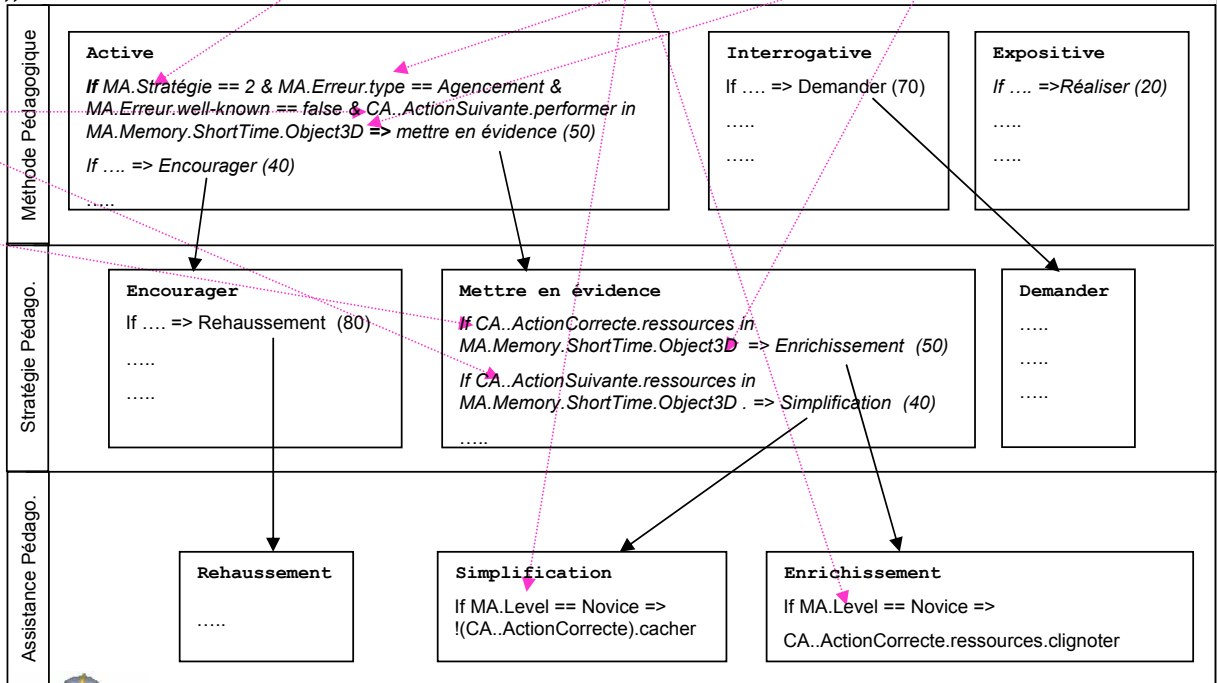 Méthode Pédagogique
Active
If MA.Stratégie == 2 & MA.Erreur.type == Agencement &
MA.Erreur.well-known == false & CA..ActionSuivante.performer in
MA.Memory.ShortTime.Object3D => mettre en évidence (50)
If …. => Encourager (40)
…..
Interrogative
If …. => Demander (70)
…..
…..
Expositive
If …. =>Réaliser (20)
…..
…..
Stratégie Pédago.
Encourager
If …. => Rehaussement (80)
…..
…..
Mettre en évidence
If CA..ActionCorrecte.ressources in
MA.Memory.ShortTime.Object3D => Enrichissement (50)
If CA..ActionSuivante.ressources in
MA.Memory.ShortTime.Object3D . => Simplification (40)
…..
Demander
…..
…..
…..
Assistance Pédago.
Rehaussement
…..
Simplification
If MA.Level == Novice =>
!(CA..ActionCorrecte).cacher
Enrichissement
If MA.Level == Novice =>
CA..ActionCorrecte.ressources.clignoter